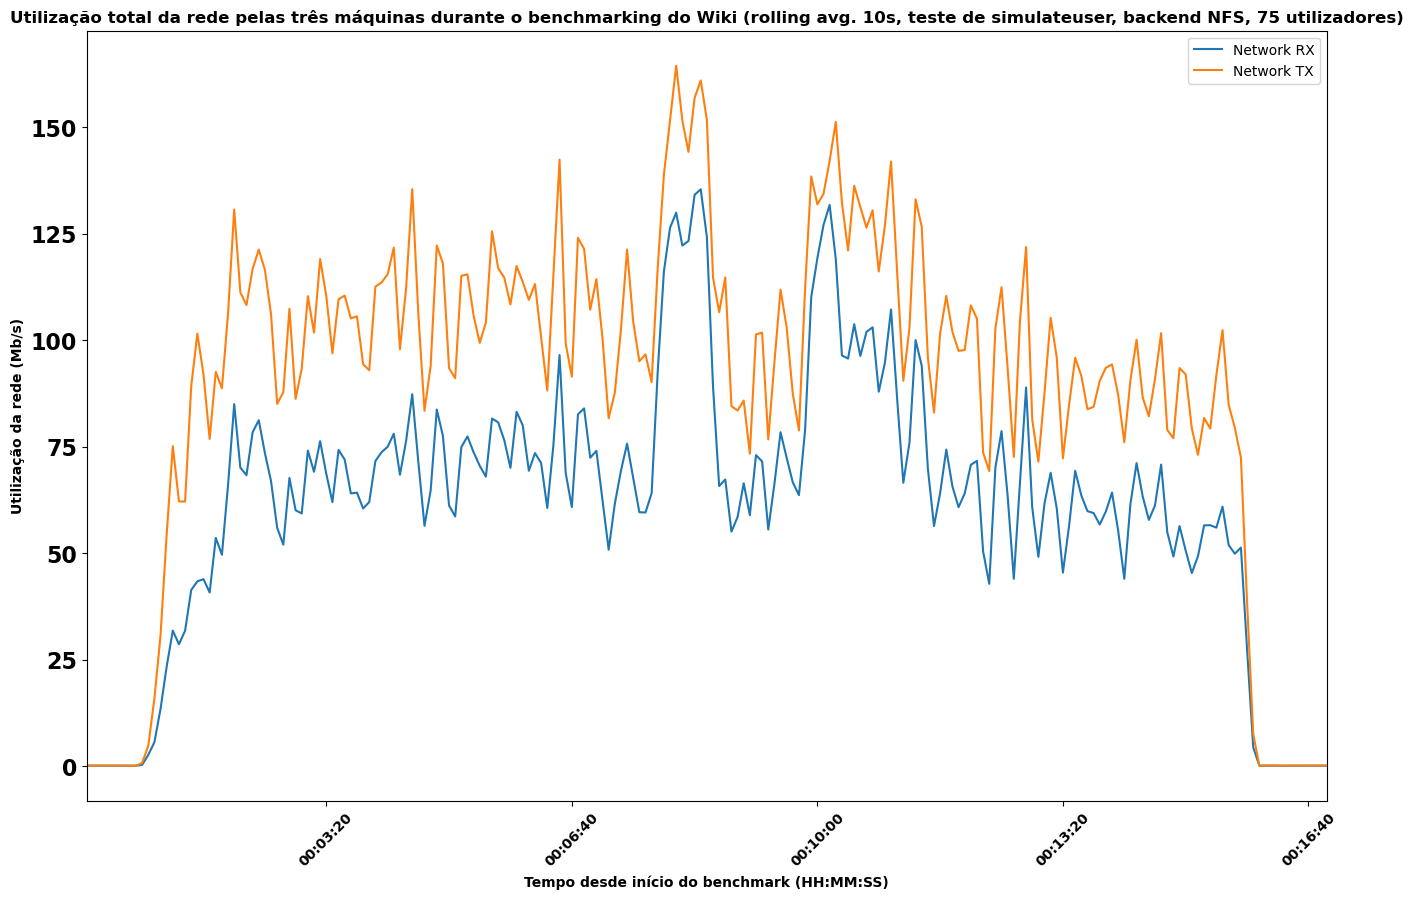 Utilização total da rede pelas três máquinas durante o benchmarking do Wiki (rolling avg. 10s, teste de simulateuser, backend NFS, 75 utilizadores)
Network RX
Network TX
Utilização da rede (Mb/s)
150
125
100
75
50
25
0
00:03:20
00:06:40
00:10:00
00:13:20
00:16:40
Tempo desde início do benchmark (HH:MM:SS)